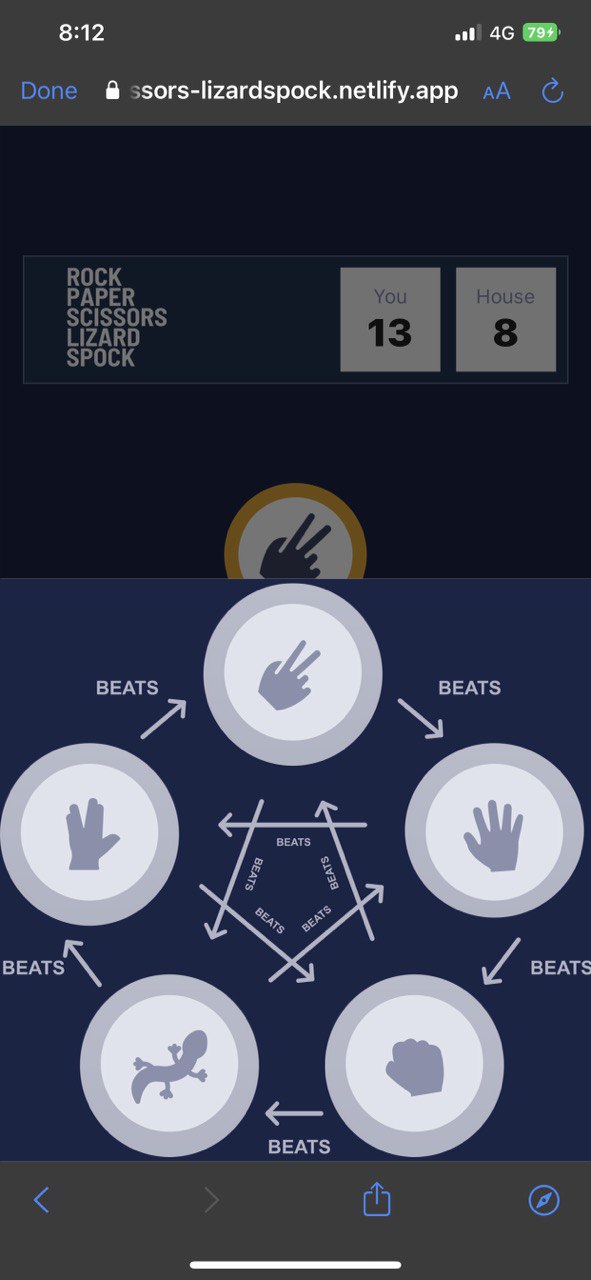 8:12
4G
79
Done
ssors-lizardspock.netlify.app
AA
ROCK
PAPER
SCISSORS
LIZARD
SPOCK
You
13
House
8
BEATS
BEATS
BEATS
BEATS
BEATS
BEATS
BEATS
BEATS
BEATS
BEATS